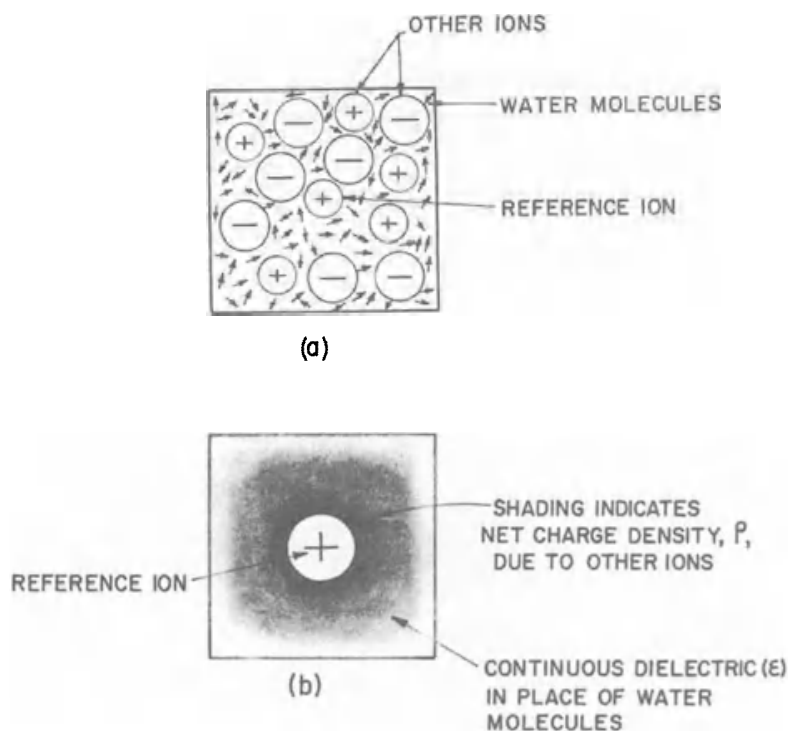 OTHER IONS
WATER MOLECULES
+
−
+
−
−
−
+
+
REFERENCE ION
−
+
+
−
−
(a)
SHADING INDICATES
NET CHARGE DENSITY, ρ,
DUE TO OTHER IONS
+
REFERENCE ION
CONTINUOUS DIELECTRIC (ε)
IN PLACE OF WATER
MOLECULES
(b)